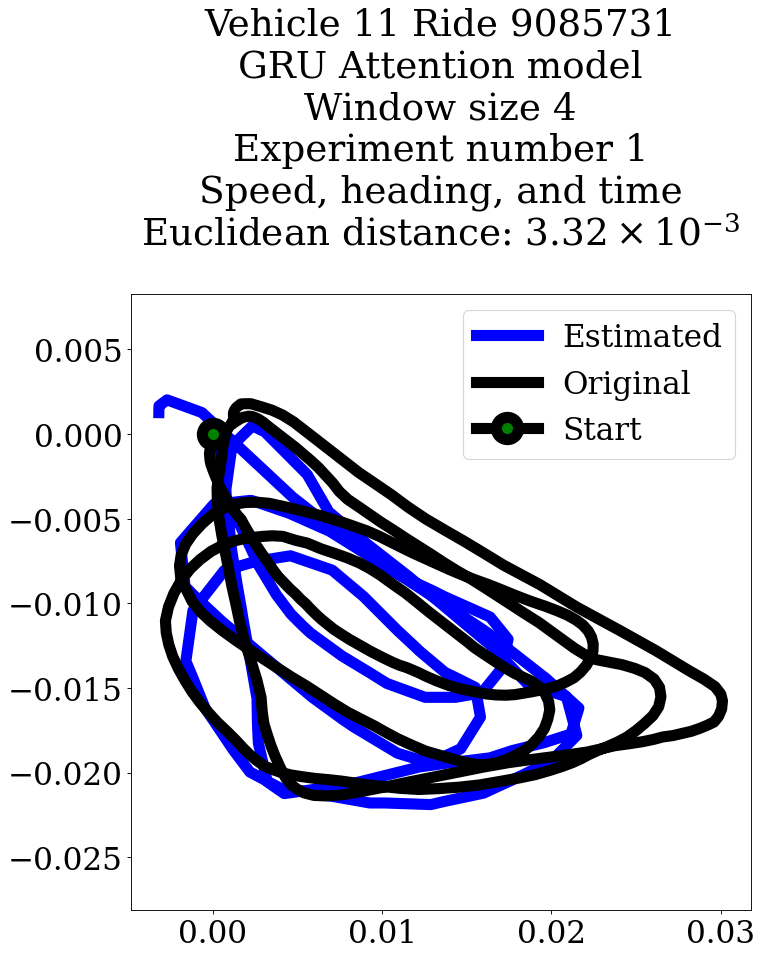 Vehicle 11 Ride 9085731
GRU Attention model
Window size 4
Experiment number 1
Speed, heading, and time
Euclidean distance: 3.32 × 10⁻³
Estimated
Original
Start
0.005
0.000
−0.005
−0.010
−0.015
−0.020
−0.025
0.00 0.01 0.02 0.03